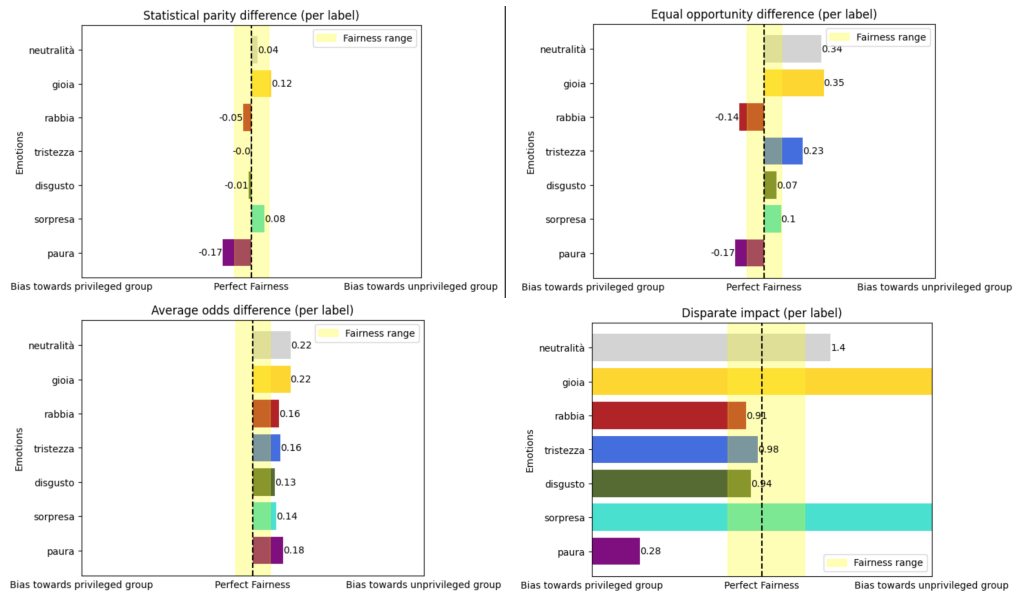 Statistical parity difference (per label)
Fairness range
Emotions
neutralità
0.04
gioia
0.12
rabbia
-0.05
tristezza
-0.0
disgusto
-0.01
sorpresa
0.08
paura
-0.17
Bias towards privileged group
Perfect Fairness
Bias towards unprivileged group
Equal opportunity difference (per label)
Fairness range
Emotions
neutralità
0.34
gioia
0.35
rabbia
-0.14
tristezza
0.23
disgusto
0.07
sorpresa
0.1
paura
-0.17
Bias towards privileged group
Perfect Fairness
Bias towards unprivileged group
Average odds difference (per label)
Fairness range
Emotions
neutralità
0.22
gioia
0.22
rabbia
0.16
tristezza
0.16
disgusto
0.13
sorpresa
0.14
paura
0.18
Bias towards privileged group
Perfect Fairness
Bias towards unprivileged group
Disparate impact (per label)
Emotions
neutralità
1.4
gioia
rabbia
0.91
tristezza
0.98
disgusto
0.94
sorpresa
paura
0.28
Fairness range
Bias towards privileged group
Perfect Fairness
Bias towards unprivileged group